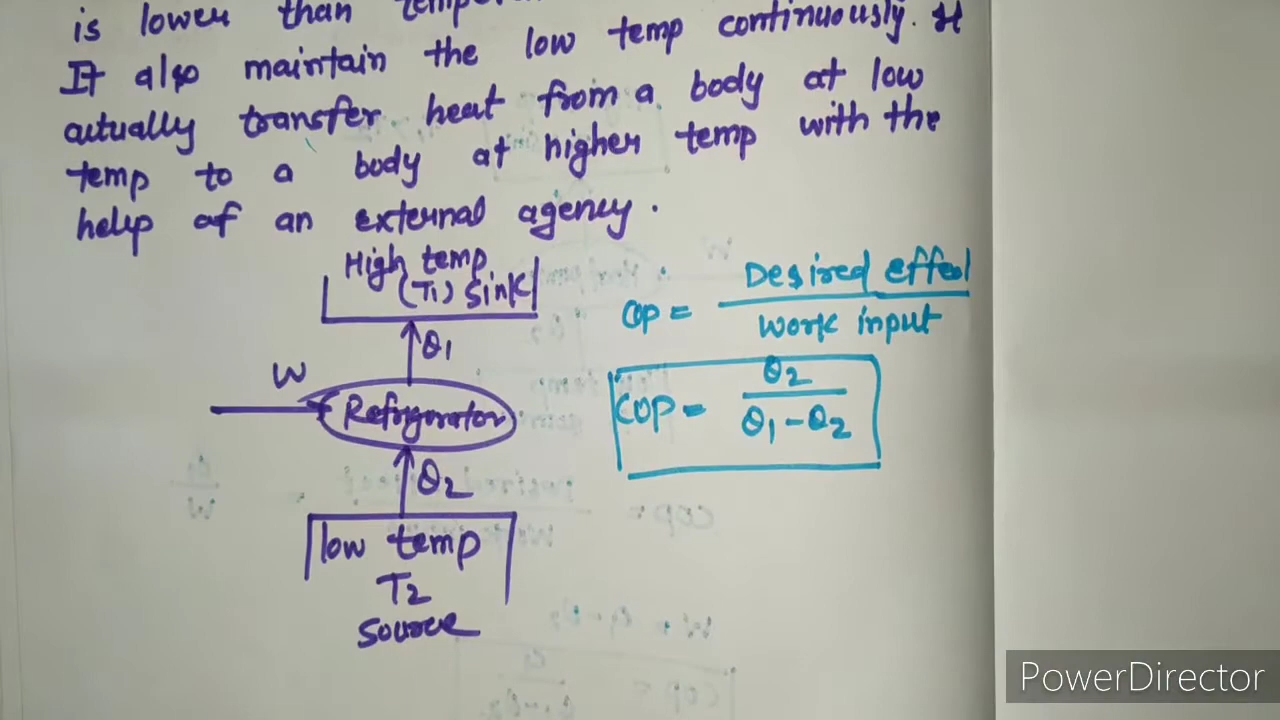 is lower than
It also maintain the low temp continuously. It
actually transfer heat from a body at low
temp to a body at higher temp with the
help of an external agency.
High temp
(T1) Sink
Q1
W
Refrigerator
Q2
low temp
T2
Source
COP = Desired effect
Work input
COP = Q2
Q1-Q2
PowerDirector